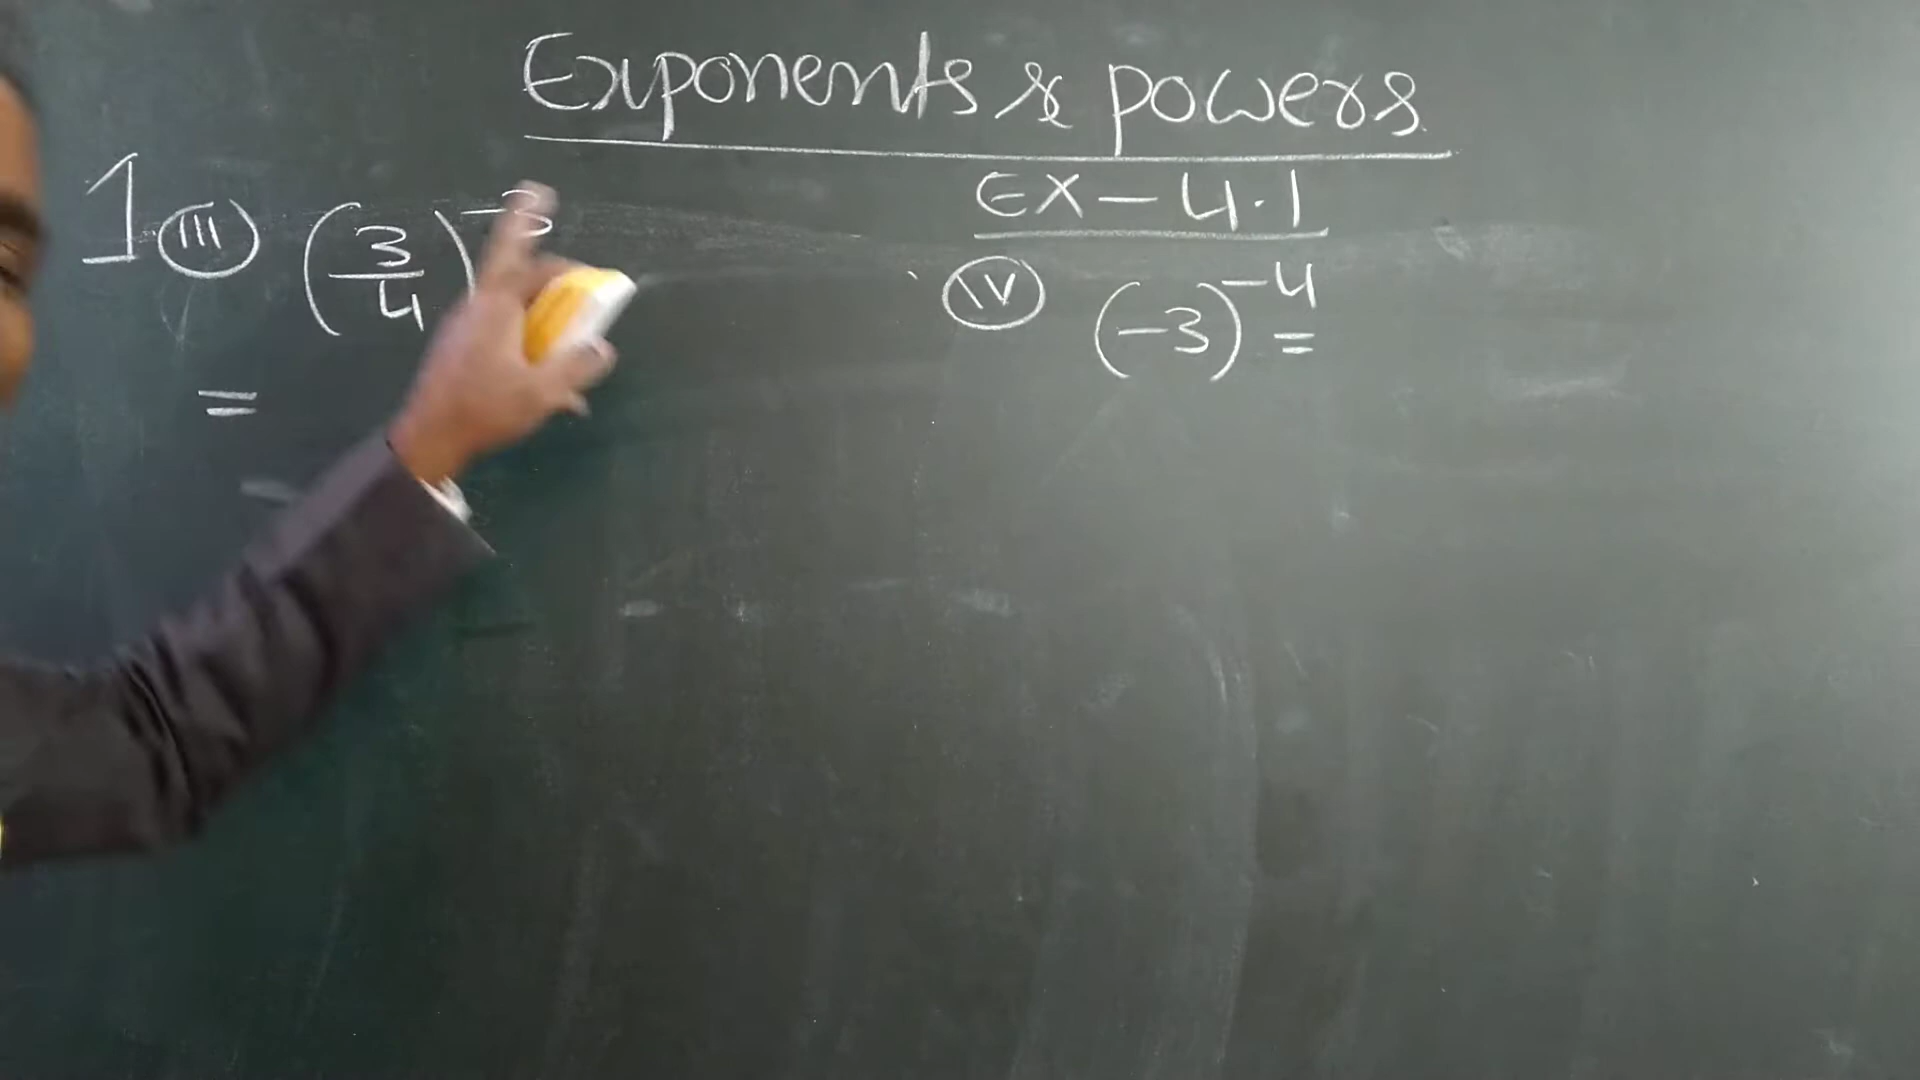 Exponents & powers
EX - 4.1
1. (iii) (3/4)^-3
=
(iv) (-3)^-4 =